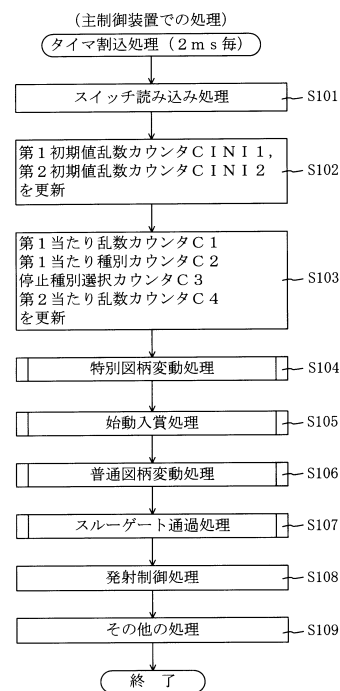 (主制御装置での処理)
タイマ割込処理(2ms毎)
スイッチ読み込み処理
S101
第1初期値乱数カウンタCINI1,
第2初期値乱数カウンタCINI2
を更新
S102
第1当たり乱数カウンタC1
第1当たり種別カウンタC2
停止種別選択カウンタC3
第2当たり乱数カウンタC4
を更新
S103
特別図柄変動処理
S104
始動入賞処理
S105
普通図柄変動処理
S106
スルーゲート通過処理
S107
発射制御処理
S108
その他の処理
S109
終 了